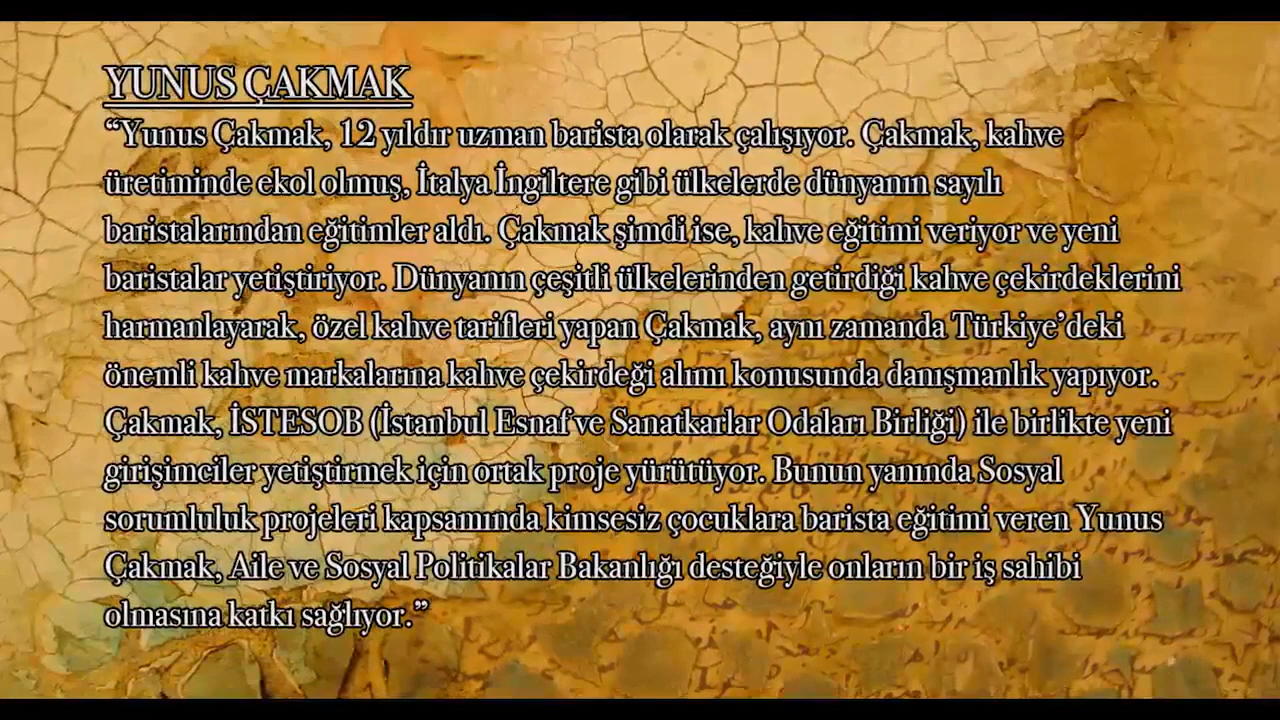 YUNUS ÇAKMAK
“Yunus Çakmak, 12 yıldır uzman barista olarak çalışıyor. Çakmak, kahve
üretiminde ekol olmuş, İtalya İngiltere gibi ülkelerde dünyanın sayılı
baristalarından eğitimler aldı. Çakmak şimdi ise, kahve eğitimi veriyor ve yeni
baristalar yetiştiriyor. Dünyanın çeşitli ülkelerinden getirdiği kahve çekirdeklerini
harmanlayarak, özel kahve tarifleri yapan Çakmak, aynı zamanda Türkiye’deki
önemli kahve markalarına kahve çekirdeği alımı konusunda danışmanlık yapıyor.
Çakmak, İSTESOB (İstanbul Esnaf ve Sanatkarlar Odaları Birliği) ile birlikte yeni
girişimciler yetiştirmek için ortak proje yürütüyor. Bunun yanında Sosyal
sorumluluk projeleri kapsamında kimsesiz çocuklara barista eğitimi veren Yunus
Çakmak, Aile ve Sosyal Politikalar Bakanlığı desteğiyle onların bir iş sahibi
olmasına katkı sağlıyor.”